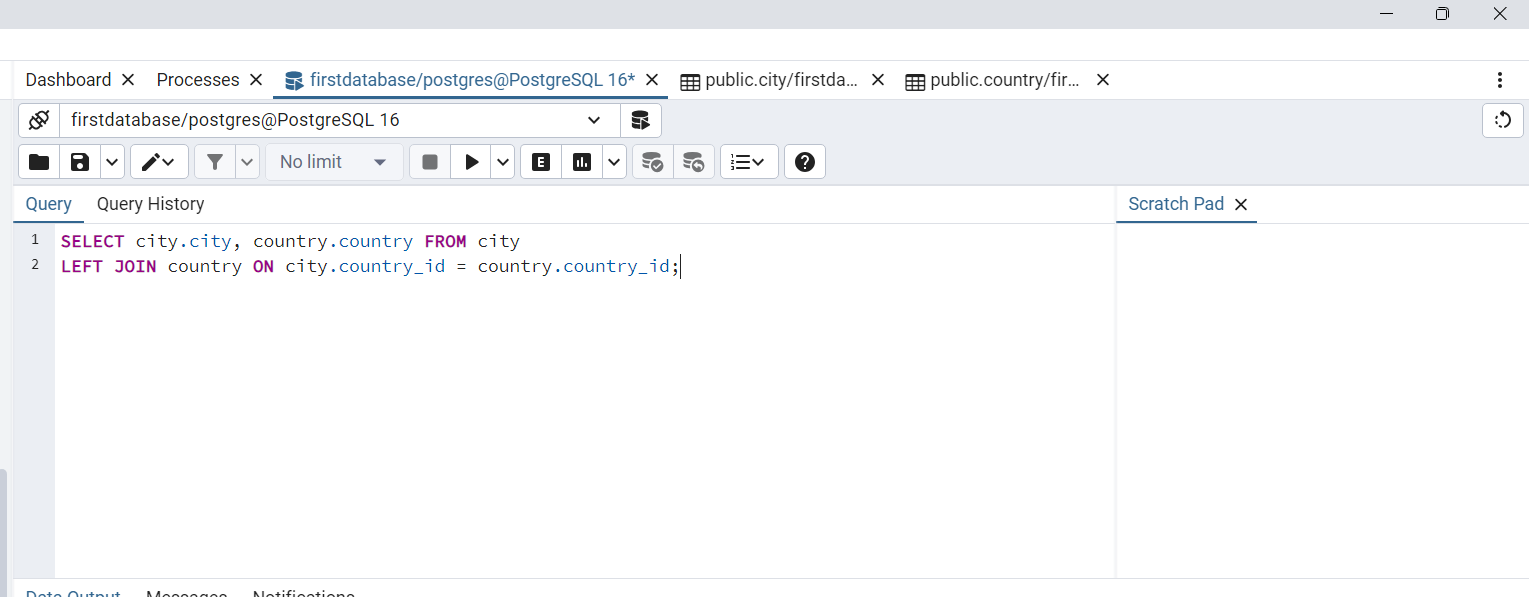 Dashboard Processes firstdatabase/postgres@PostgreSQL 16* public.city/firstda... public.country/fir...
firstdatabase/postgres@PostgreSQL 16
No limit E
Query Query History Scratch Pad
1 SELECT city.city, country.country FROM city
2 LEFT JOIN country ON city.country_id = country.country_id;
Data Output Messages Notifications